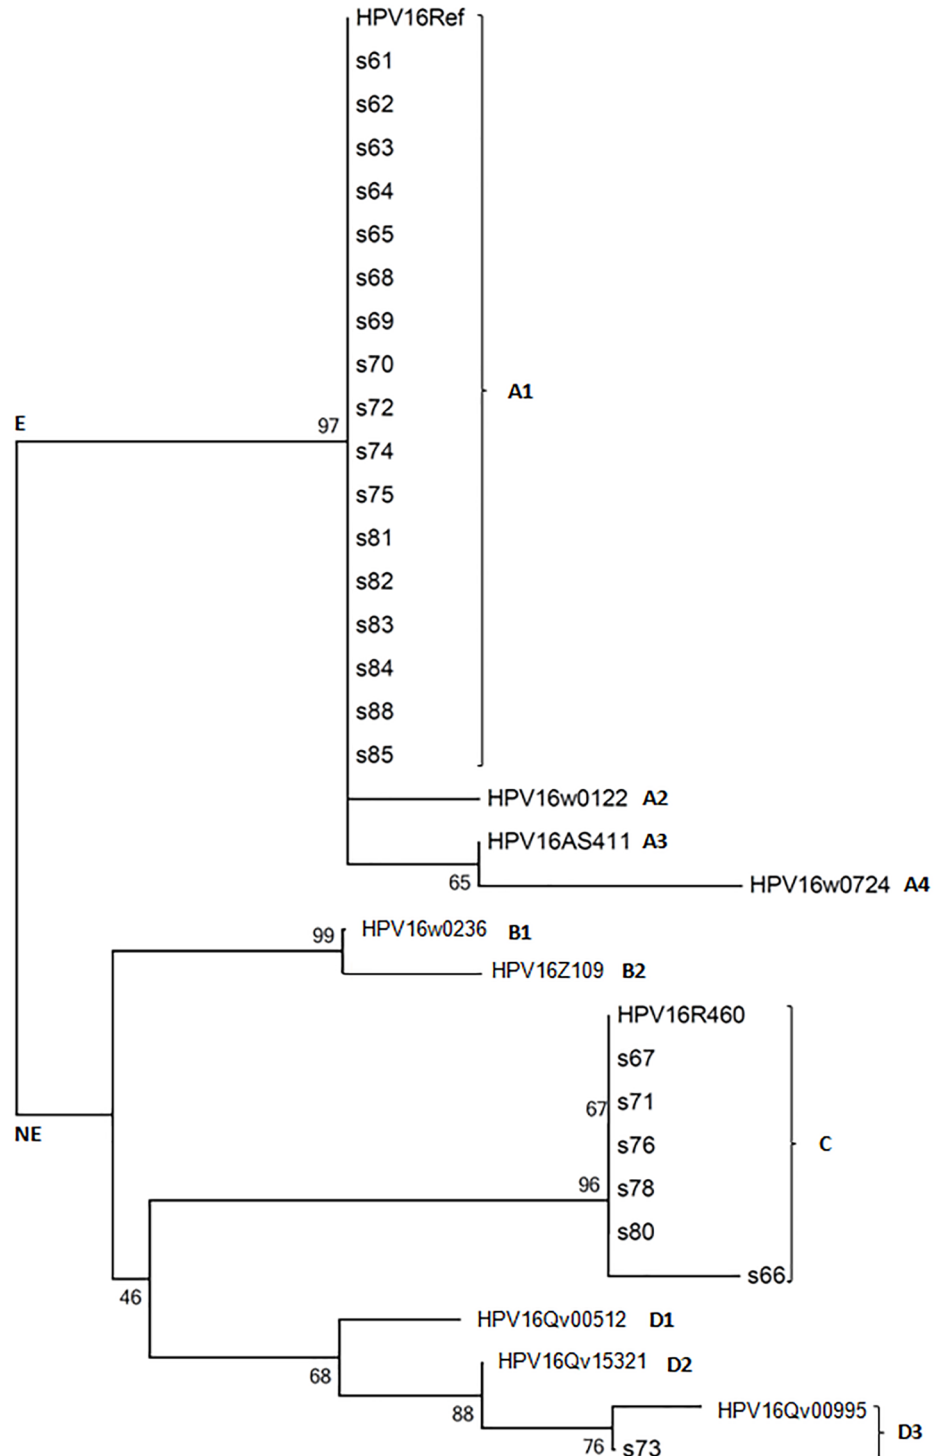 HPV16Ref
s61
s62
s63
s64
s65
s68
s69
s70
A1
s72
E
97
s74
s75
s81
s82
s83
s84
s88
s85
HPV16w0122 A2
HPV16AS411 A3
65
HPV16w0724 A4
99
HPV16w0236 B1
HPV16Z109 B2
HPV16R460
s67
67
s71
NE
s76
C
96
s78
s80
s66
46
HPV16Qv00512 D1
HPV16Qv15321 D2
68
88
HPV16Qv00995
D3
76
s73